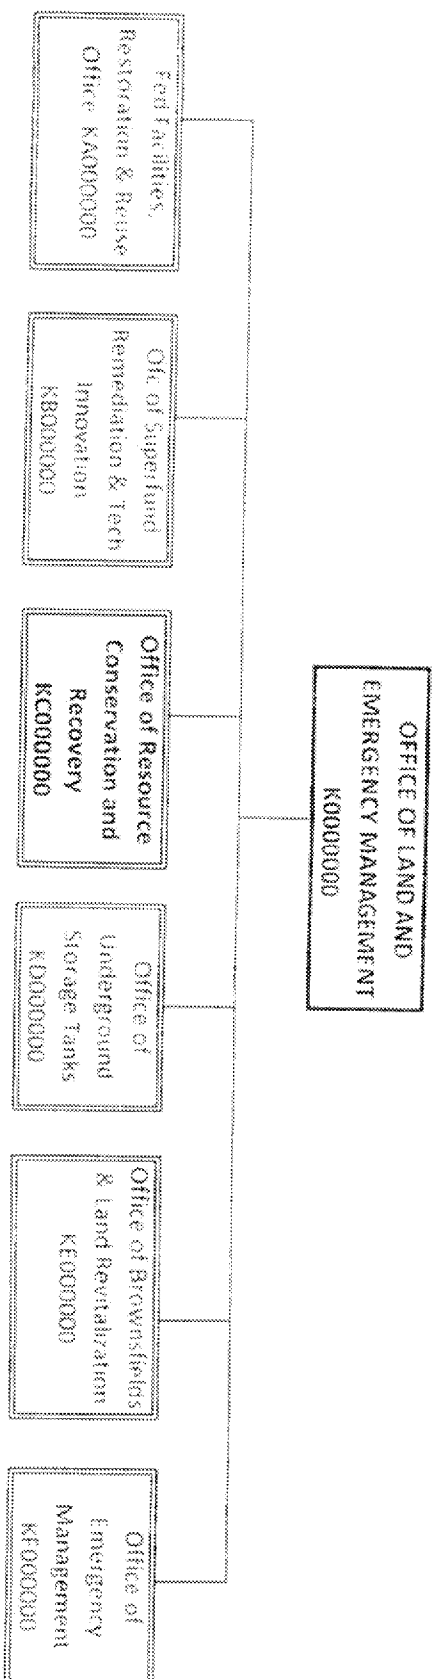 OFFICE OF LAND AND
EMERGENCY MANAGEMENT
K0000000
Fed Facilities,
Restoration & Reuse
Office KA000000
Ofc of Superfund
Remediation & Tech
Innovation
KB000000
Office of Resource
Conservation and
Recovery
KC000000
Office of
Underground
Storage Tanks
KD000000
Office of Brownsfields
& Land Revitalization
KE000000
Office of
Emergency
Management
KF000000